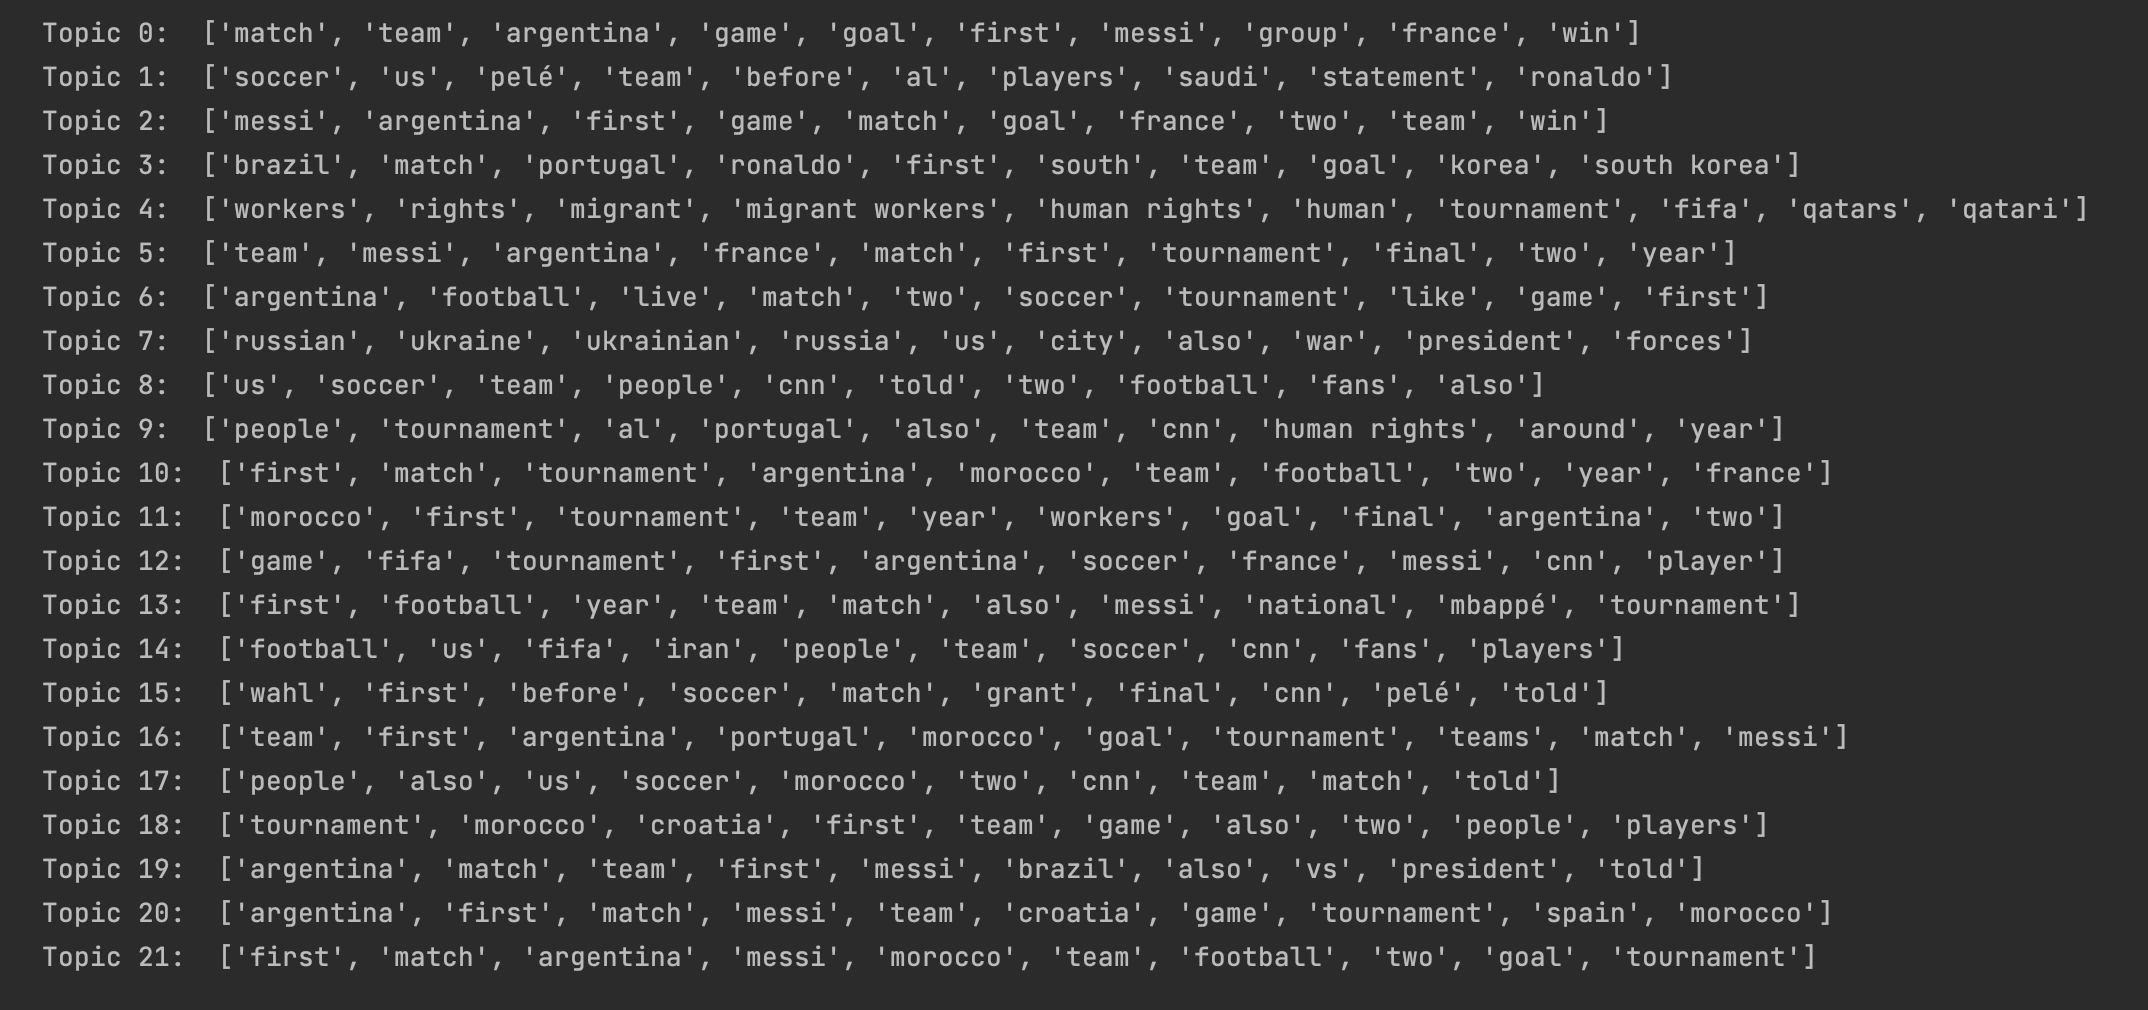 Topic 0:  ['match', 'team', 'argentina', 'game', 'goal', 'first', 'messi', 'group', 'france', 'win']
Topic 1:  ['soccer', 'us', 'pelé', 'team', 'before', 'al', 'players', 'saudi', 'statement', 'ronaldo']
Topic 2:  ['messi', 'argentina', 'first', 'game', 'match', 'goal', 'france', 'two', 'team', 'win']
Topic 3:  ['brazil', 'match', 'portugal', 'ronaldo', 'first', 'south', 'team', 'goal', 'korea', 'south korea']
Topic 4:  ['workers', 'rights', 'migrant', 'migrant workers', 'human rights', 'human', 'tournament', 'fifa', 'qatars', 'qatari']
Topic 5:  ['team', 'messi', 'argentina', 'france', 'match', 'first', 'tournament', 'final', 'two', 'year']
Topic 6:  ['argentina', 'football', 'live', 'match', 'two', 'soccer', 'tournament', 'like', 'game', 'first']
Topic 7:  ['russian', 'ukraine', 'ukrainian', 'russia', 'us', 'city', 'also', 'war', 'president', 'forces']
Topic 8:  ['us', 'soccer', 'team', 'people', 'cnn', 'told', 'two', 'football', 'fans', 'also']
Topic 9:  ['people', 'tournament', 'al', 'portugal', 'also', 'team', 'cnn', 'human rights', 'around', 'year']
Topic 10:  ['first', 'match', 'tournament', 'argentina', 'morocco', 'team', 'football', 'two', 'year', 'france']
Topic 11:  ['morocco', 'first', 'tournament', 'team', 'year', 'workers', 'goal', 'final', 'argentina', 'two']
Topic 12:  ['game', 'fifa', 'tournament', 'first', 'argentina', 'soccer', 'france', 'messi', 'cnn', 'player']
Topic 13:  ['first', 'football', 'year', 'team', 'match', 'also', 'messi', 'national', 'mbappé', 'tournament']
Topic 14:  ['football', 'us', 'fifa', 'iran', 'people', 'team', 'soccer', 'cnn', 'fans', 'players']
Topic 15:  ['wahl', 'first', 'before', 'soccer', 'match', 'grant', 'final', 'cnn', 'pelé', 'told']
Topic 16:  ['team', 'first', 'argentina', 'portugal', 'morocco', 'goal', 'tournament', 'teams', 'match', 'messi']
Topic 17:  ['people', 'also', 'us', 'soccer', 'morocco', 'two', 'cnn', 'team', 'match', 'told']
Topic 18:  ['tournament', 'morocco', 'croatia', 'first', 'team', 'game', 'also', 'two', 'people', 'players']
Topic 19:  ['argentina', 'match', 'team', 'first', 'messi', 'brazil', 'also', 'vs', 'president', 'told']
Topic 20:  ['argentina', 'first', 'match', 'messi', 'team', 'croatia', 'game', 'tournament', 'spain', 'morocco']
Topic 21:  ['first', 'match', 'argentina', 'messi', 'morocco', 'team', 'football', 'two', 'goal', 'tournament']